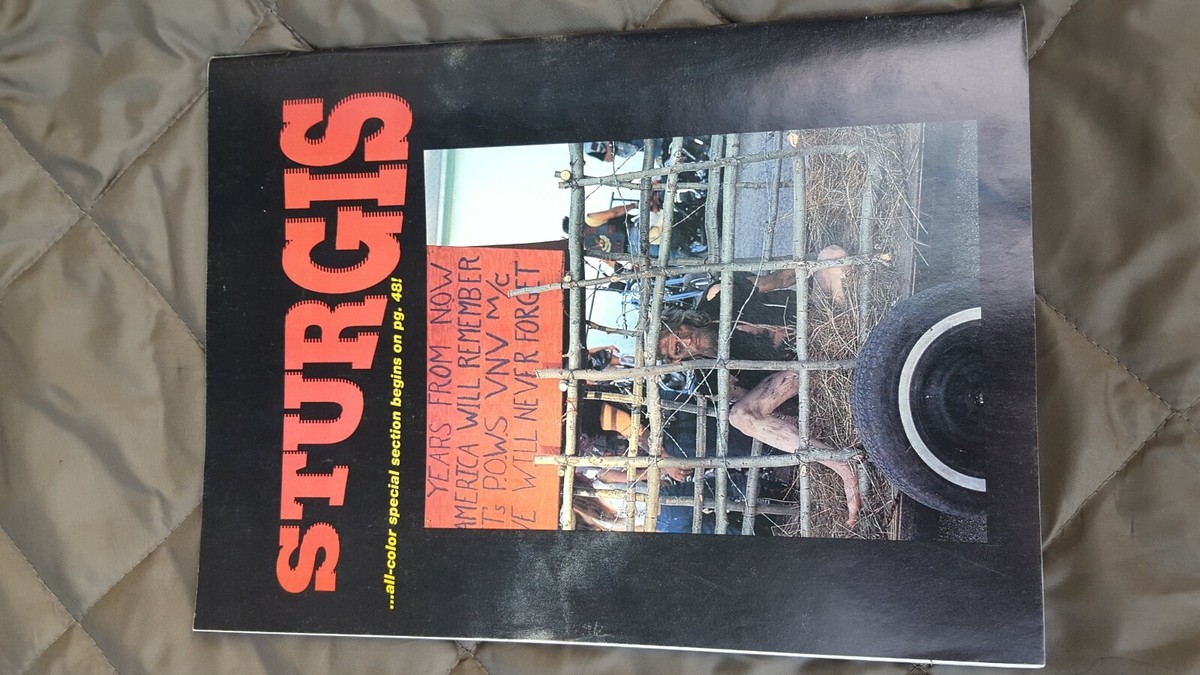 STURGIS
...all-color special section begins on pg. 48!
YEARS FROM NOW
AMERICA WILL REMEMBER
T's POWS VNV M/C
WILL NEVER FORGET